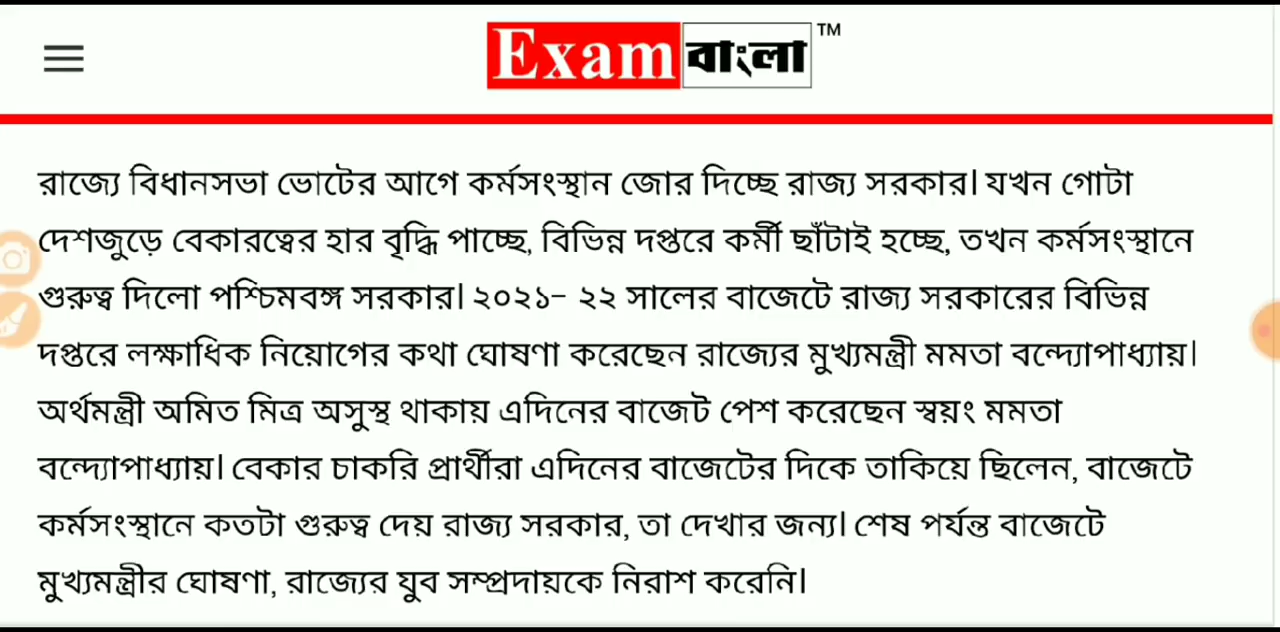 Exam বাংলা ™
রাজ্যে বিধানসভা ভোটের আগে কর্মসংস্থান জোর দিচ্ছে রাজ্য সরকার। যখন গোটা
দেশজুড়ে বেকারত্বের হার বৃদ্ধি পাচ্ছে, বিভিন্ন দপ্তরে কর্মী ছাঁটাই হচ্ছে, তখন কর্মসংস্থানে
গুরুত্ব দিলো পশ্চিমবঙ্গ সরকার। ২০২১- ২২ সালের বাজেটে রাজ্য সরকারের বিভিন্ন
দপ্তরে লক্ষাধিক নিয়োগের কথা ঘোষণা করেছেন রাজ্যের মুখ্যমন্ত্রী মমতা বন্দ্যোপাধ্যায়।
অর্থমন্ত্রী অমিত মিত্র অসুস্থ থাকায় এদিনের বাজেট পেশ করেছেন স্বয়ং মমতা
বন্দ্যোপাধ্যায়। বেকার চাকরি প্রার্থীরা এদিনের বাজেটের দিকে তাকিয়ে ছিলেন, বাজেটে
কর্মসংস্থানে কতটা গুরুত্ব দেয় রাজ্য সরকার, তা দেখার জন্য। শেষ পর্যন্ত বাজেটে
মুখ্যমন্ত্রীর ঘোষণা, রাজ্যের যুব সম্প্রদায়কে নিরাশ করেনি।